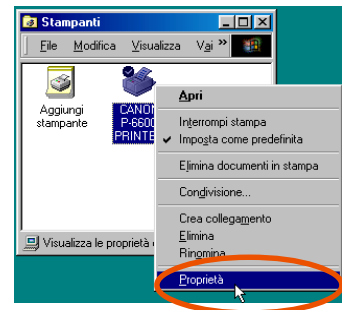 Stampanti
File Modifica Visualizza Vai »
Aggiungi
stampante
CANON
P-6600
PRINTE
Apri
Interrompi stampa
Imposta come predefinita
Elimina documenti in stampa
Condivisione...
Crea collegamento
Elimina
Rinomina
Proprietà
Visualizza le proprietà